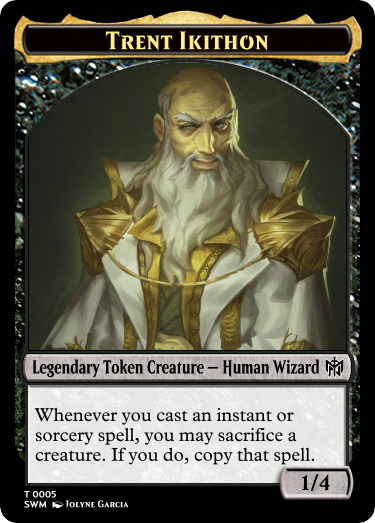 Trent Ikithon
Legendary Token Creature — Human Wizard
Whenever you cast an instant or
sorcery spell, you may sacrifice a
creature. If you do, copy that spell.
1/4
T 0005
SWM Jolyne Garcia